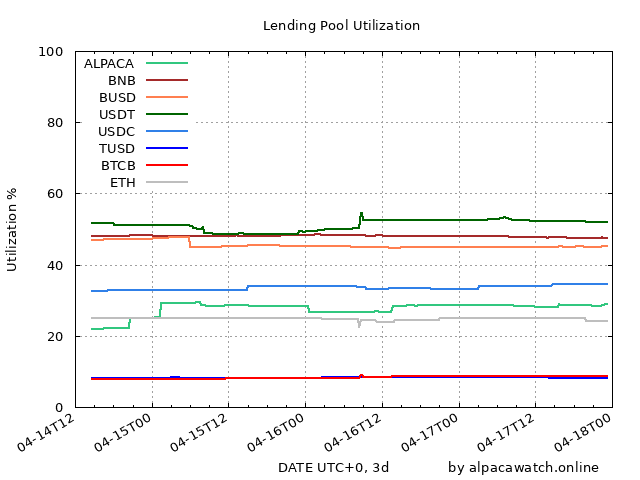 Lending Pool Utilization
100
80
60
40
20
0
Utilization %
ALPACA
BNB
BUSD
USDT
USDC
TUSD
BTCB
ETH
04-14T12
04-15T00
04-15T12
04-16T00
04-16T12
04-17T00
04-17T12
04-18T00
DATE UTC+0, 3d
by alpacawatch.online